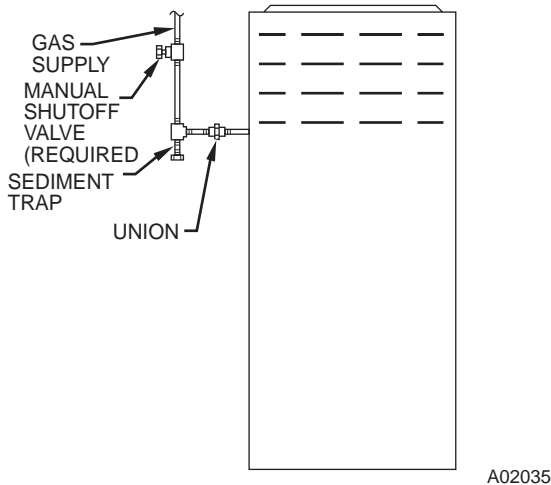 GAS
SUPPLY
MANUAL
SHUTOFF
VALVE
(REQUIRED
SEDIMENT
TRAP
UNION
A02035